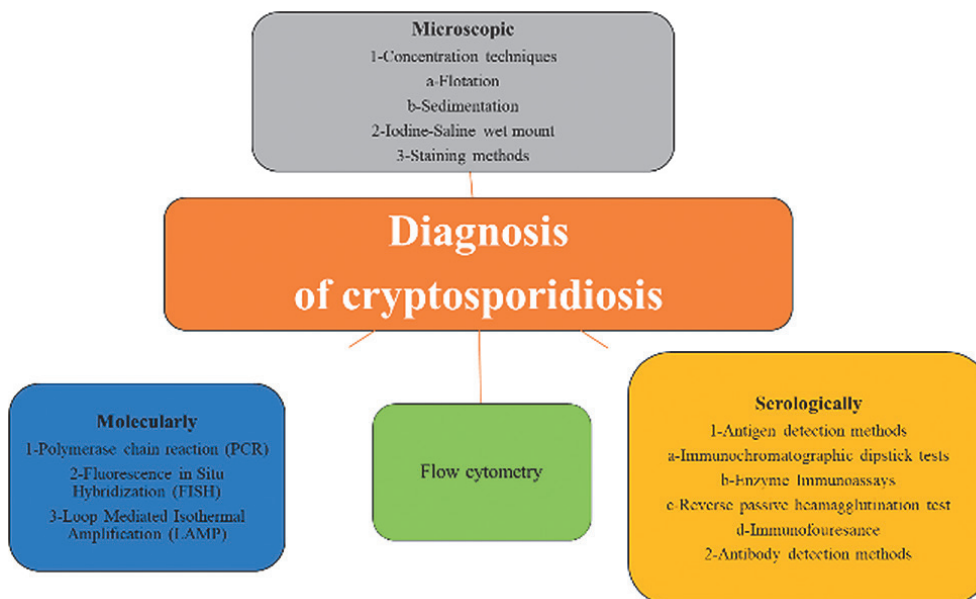 Microscopic
1-Concentration techniques
a-Flotation
b-Sedimentation
2-Iodine-Saline wet mount
3-Staining methods
Diagnosis
of cryptosporidiosis
Molecularly
1-Polymerase chain reaction (PCR)
2-Fluorescence in Situ
Hybridization (FISH)
3-Loop Mediated Isothermal
Amplification (LAMP)
Flow cytometry
Serologically
1-Antigen detection methods
a-Immunochromatographic dipstick tests
b-Enzyme Immunoassays
c-Reverse passive heamagglutination test
d-Immunofouresance
2-Antibody detection methods